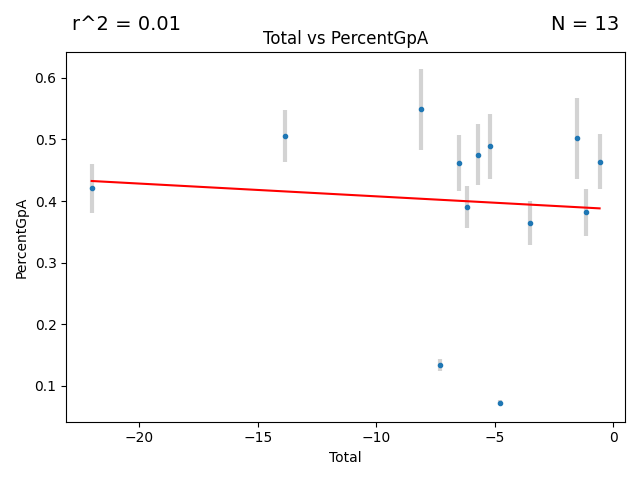 r^2 = 0.01
N = 13
Total vs PercentGpA
PercentGpA
0.6
0.5
0.4
0.3
0.2
0.1
−20
−15
−10
−5
0
Total